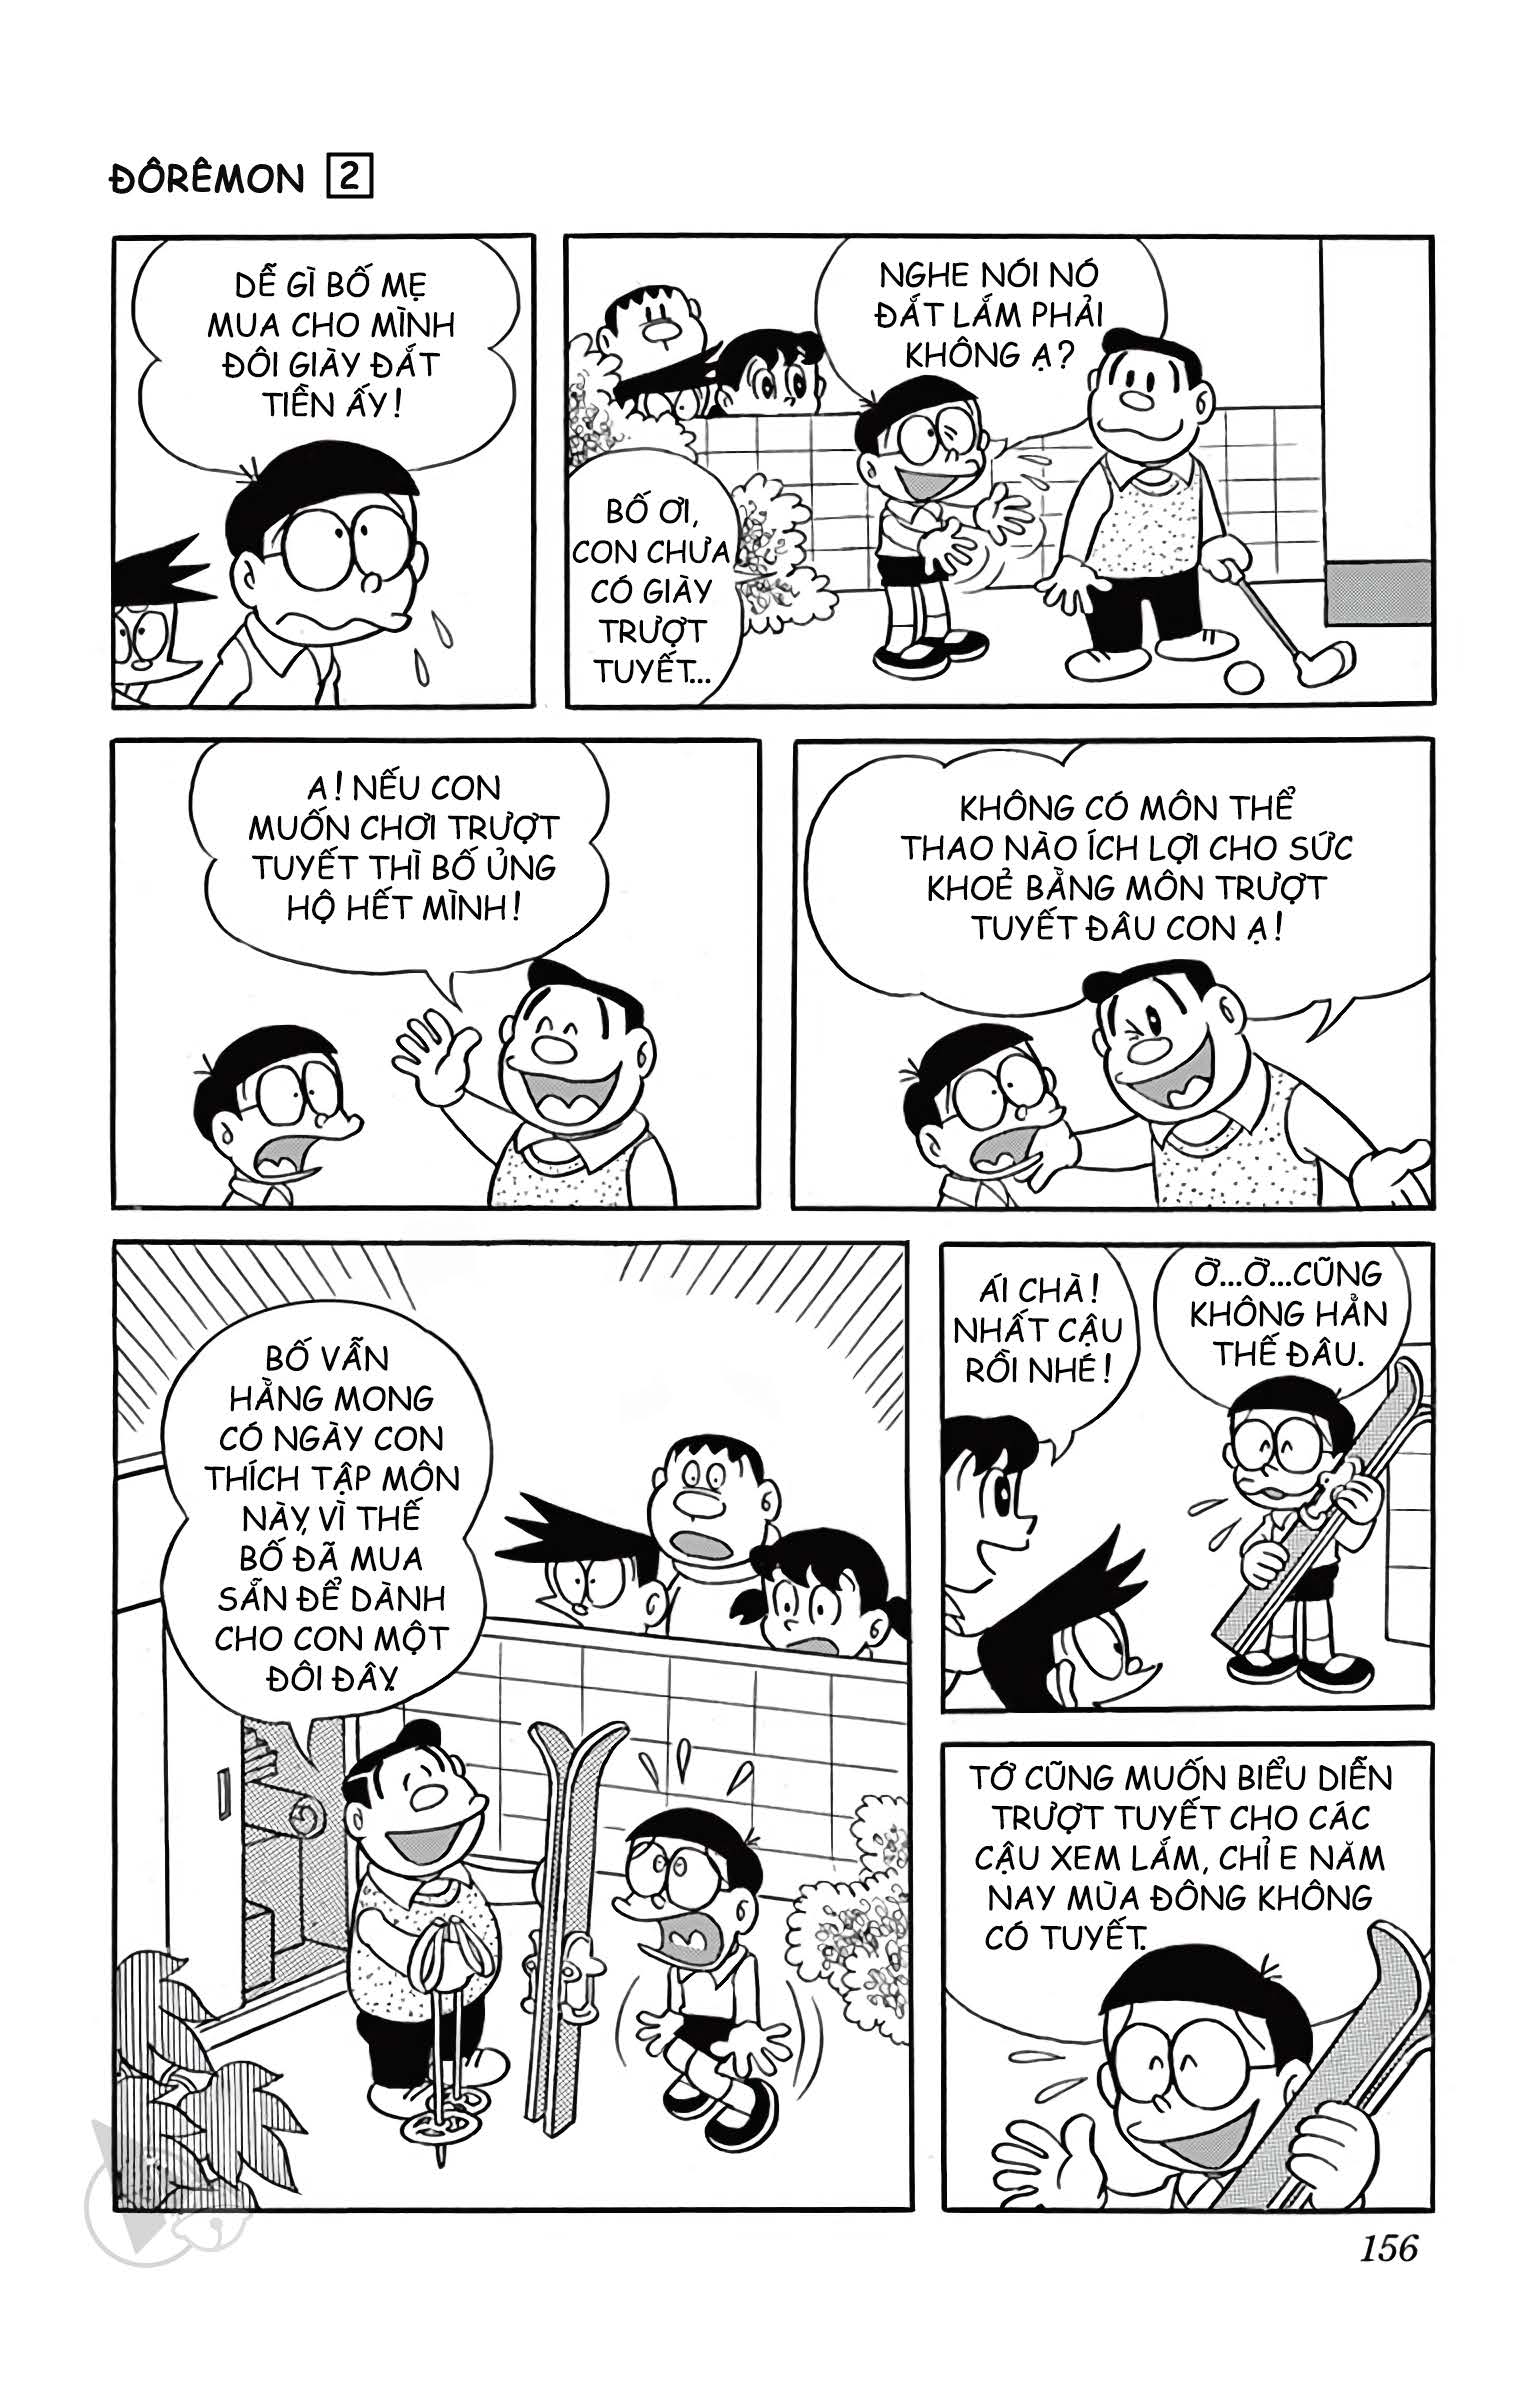 ĐÔRÊMON 2
DỄ GÌ BỐ MẸ
MUA CHO MÌNH
ĐÔI GIÀY ĐẮT
TIỀN ẤY!
NGHE NÓI NÓ
ĐẮT LẮM PHẢI
KHÔNG Ạ?
BỐ ƠI,
CON CHƯA
CÓ GIÀY
TRƯỢT
TUYẾT...
A! NẾU CON
MUỐN CHƠI TRƯỢT
TUYẾT THÌ BỐ ỦNG
HỘ HẾT MÌNH!
KHÔNG CÓ MÔN THỂ
THAO NÀO ÍCH LỢI CHO SỨC
KHOẺ BẰNG MÔN TRƯỢT
TUYẾT ĐÂU CON Ạ!
BỐ VẪN
HẰNG MONG
CÓ NGÀY CON
THÍCH TẬP MÔN
NÀY, VÌ THẾ
BỐ ĐÃ MUA
SẴN ĐỂ DÀNH
CHO CON MỘT
ĐÔI ĐÂY.
ÁI CHÀ!
NHẤT CẬU
RỒI NHÉ!
Ờ...Ờ...CŨNG
KHÔNG HẲN
THẾ ĐÂU.
TỚ CŨNG MUỐN BIỂU DIỄN
TRƯỢT TUYẾT CHO CÁC
CẬU XEM LẮM, CHỈ E NĂM
NAY MÙA ĐÔNG KHÔNG
CÓ TUYẾT.
156